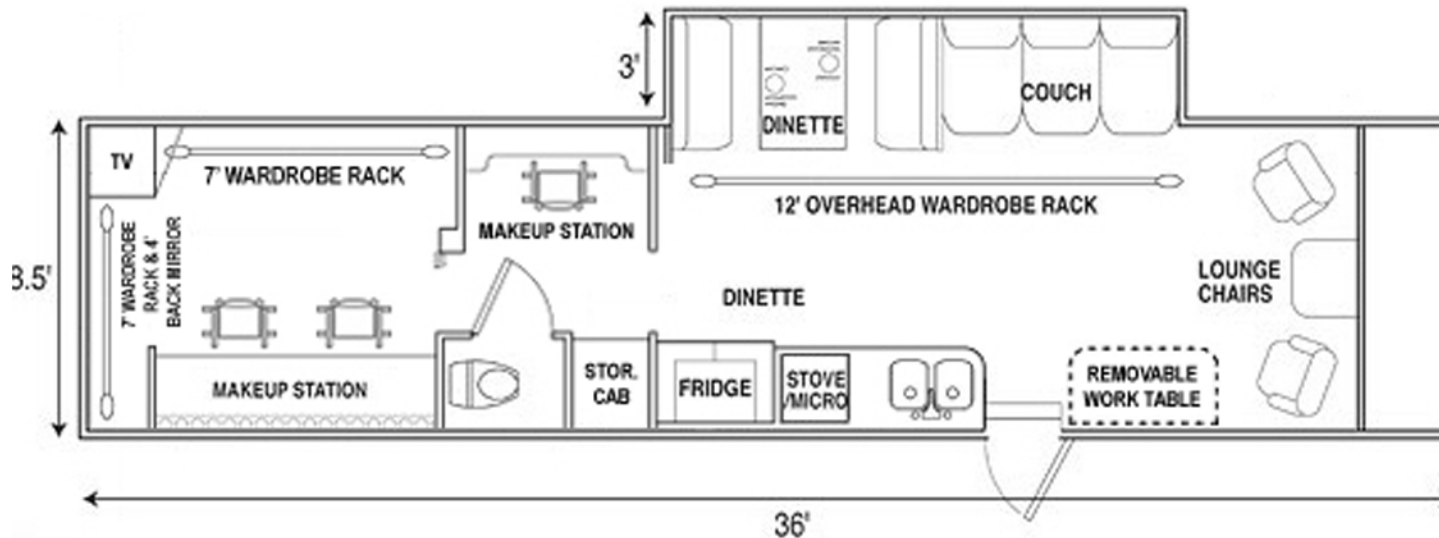 3'
COUCH
DINETTE
TV
7' WARDROBE RACK
12' OVERHEAD WARDROBE RACK
MAKEUP STATION
8.5'
7' WARDROBE
RACK & 4'
BACK MIRROR
DINETTE
LOUNGE
CHAIRS
MAKEUP STATION
STOR.
CAB
FRIDGE
STOVE
/MICRO
REMOVABLE
WORK TABLE
36'